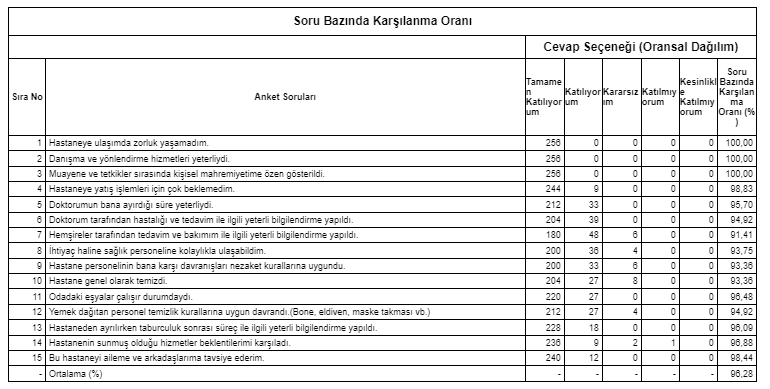 Soru Bazında Karşılanma Oranı
Cevap Seçeneği (Oransal Dağılım)
Sıra No Anket Soruları Tamamen Katılıyorum Katılıyorum Kararsızım Katılmıyorum Kesinlikle Katılmıyorum Soru Bazında Karşılanma Oranı (%)
1 Hastaneye ulaşımda zorluk yaşamadım. 256 0 0 0 0 100,00
2 Danışma ve yönlendirme hizmetleri yeterliydi. 256 0 0 0 0 100,00
3 Muayene ve tetkikler sırasında kişisel mahremiyetime özen gösterildi. 256 0 0 0 0 100,00
4 Hastaneye yatış işlemleri için çok beklemedim. 244 9 0 0 0 98,83
5 Doktorumun bana ayırdığı süre yeterliydi. 212 33 0 0 0 95,70
6 Doktorum tarafından hastalığı ve tedavim ile ilgili yeterli bilgilendirme yapıldı. 204 39 0 0 0 94,92
7 Hemşireler tarafından tedavim ve bakımım ile ilgili yeterli bilgilendirme yapıldı. 180 48 6 0 0 91,41
8 İhtiyaç haline sağlık personeline kolaylıkla ulaşabildim. 200 36 4 0 0 93,75
9 Hastane personelinin bana karşı davranışları nezaket kurallarına uygundu. 200 33 6 0 0 93,36
10 Hastane genel olarak temizdi. 204 27 8 0 0 93,36
11 Odadaki eşyalar çalışır durumdaydı. 220 27 0 0 0 96,48
12 Yemek dağıtan personel temizlik kurallarına uygun davrandı.(Bone, eldiven, maske takması vb.) 212 27 4 0 0 94,92
13 Hastaneden ayrılırken taburculuk sonrası süreç ile ilgili yeterli bilgilendirme yapıldı. 228 18 0 0 0 96,09
14 Hastanenin sunmuş olduğu hizmetler beklentilerimi karşıladı. 236 9 2 1 0 96,88
15 Bu hastaneyi aileme ve arkadaşlarıma tavsiye ederim. 240 12 0 0 0 98,44
- Ortalama (%) - - - - - 96,28